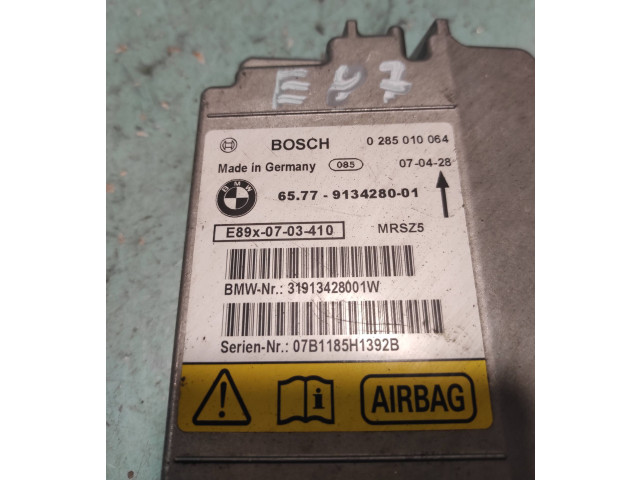 E87
BOSCH 0 285 010 064
Made in Germany 085 07-04-28
BMW 65.77 - 9134280-01
E89x-07-03-410 MRSZ5
BMW-Nr.: 31913428001W
Serien-Nr.: 07B1185H1392B
AIRBAG